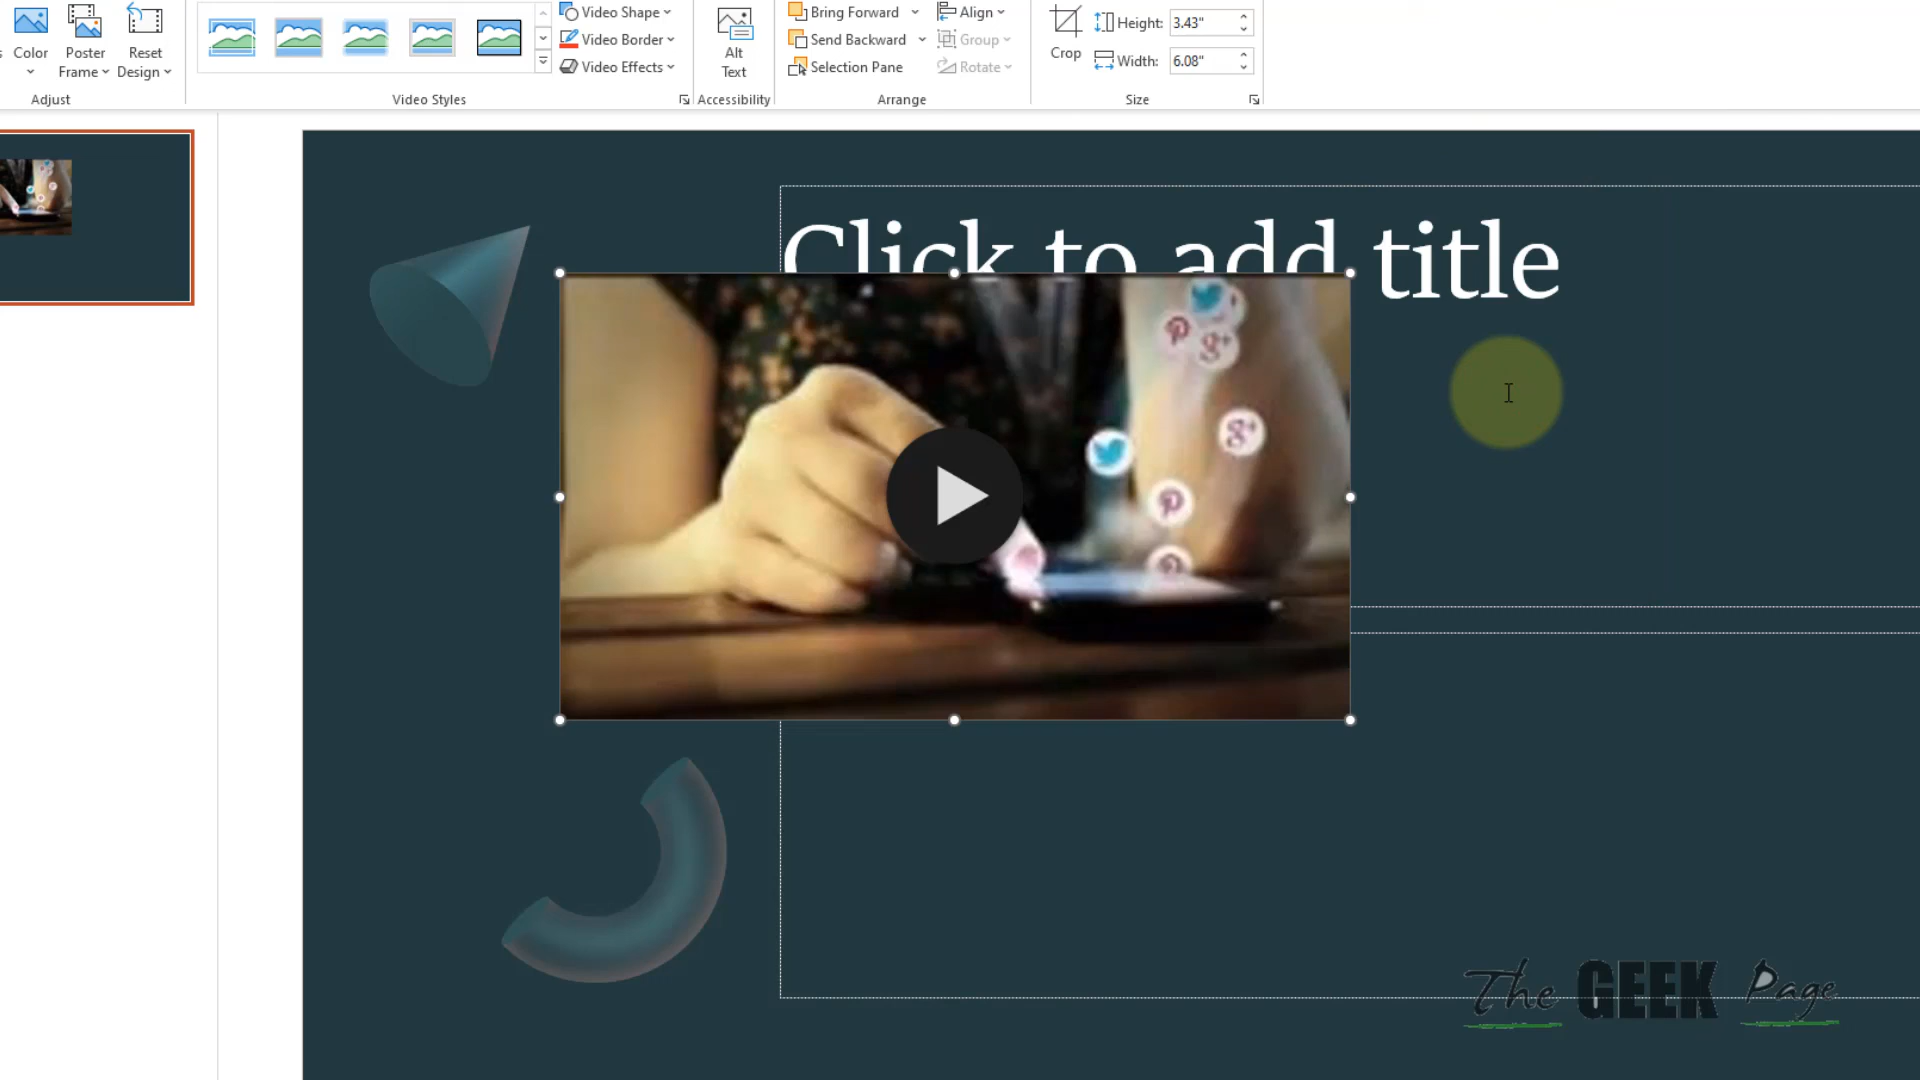 Color
Poster
Frame
Reset
Design
Adjust
Video Styles
Video Shape
Video Border
Video Effects
Alt
Text
Accessibility
Bring Forward
Send Backward
Selection Pane
Align
Group
Rotate
Arrange
Crop
Height: 3.43"
Width: 6.08"
Size
Click to add title
g+
g+
The GEEK Page